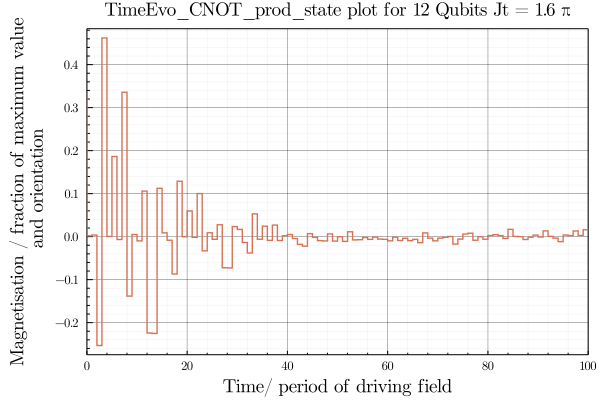 TimeEvo_CNOT_prod_state plot for 12 Qubits Jt = 1.6 π
Magnetisation / fraction of maximum value
and orientation
0.4
0.3
0.2
0.1
0.0
−0.1
−0.2
0 20 40 60 80 100
Time/ period of driving field